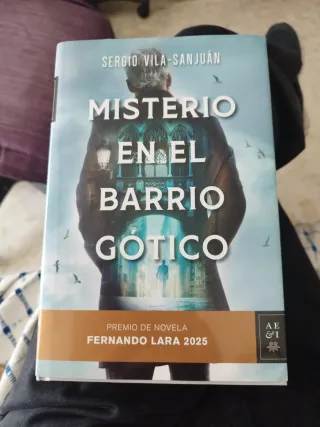 SERGIO VILA-SANJUÁN
MISTERIO
EN EL
BARRIO
GÓTICO
PREMIO DE NOVELA
FERNANDO LARA 2025
AE
&I